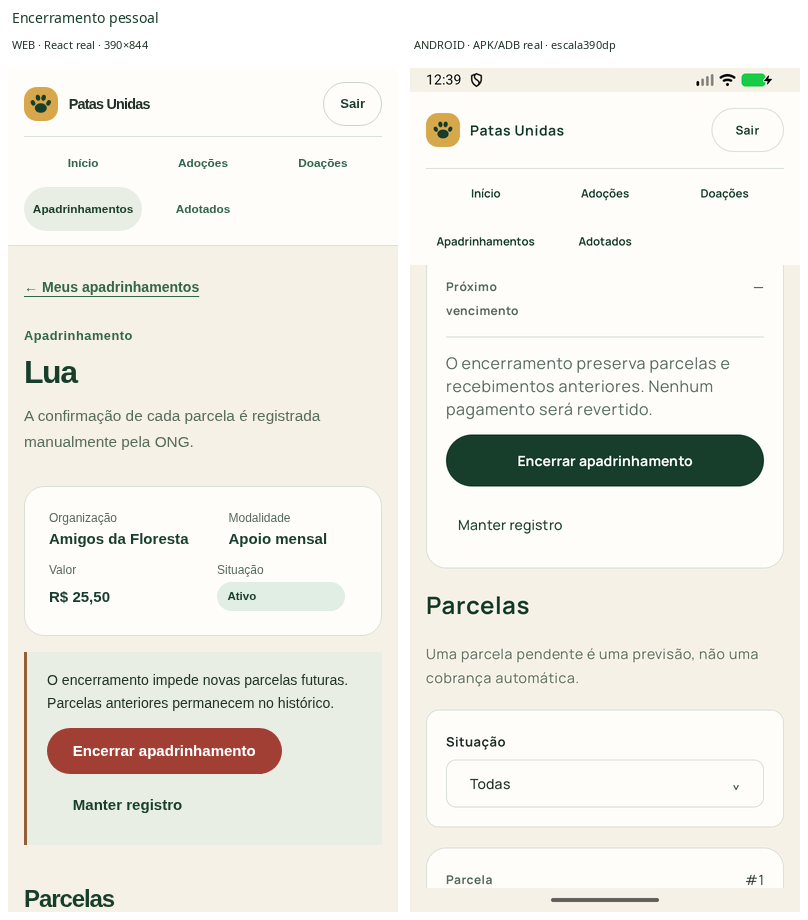 Encerramento pessoal
WEB · React real · 390×844
Patas Unidas
Sair
Início
Adoções
Doações
Apadrinhamentos
Adotados
← Meus apadrinhamentos
Apadrinhamento
Lua
A confirmação de cada parcela é registrada
manualmente pela ONG.
Organização
Modalidade
Amigos da Floresta
Apoio mensal
Valor
Situação
R$ 25,50
Ativo
O encerramento impede novas parcelas futuras.
Parcelas anteriores permanecem no histórico.
Encerrar apadrinhamento
Manter registro
Parcelas
ANDROID · APK/ADB real · escala390dp
12:39
Patas Unidas
Sair
Início
Adoções
Doações
Apadrinhamentos
Adotados
Próximo
vencimento
—
O encerramento preserva parcelas e
recebimentos anteriores. Nenhum
pagamento será revertido.
Encerrar apadrinhamento
Manter registro
Parcelas
Uma parcela pendente é uma previsão, não uma
cobrança automática.
Situação
Todas
Parcela
#1